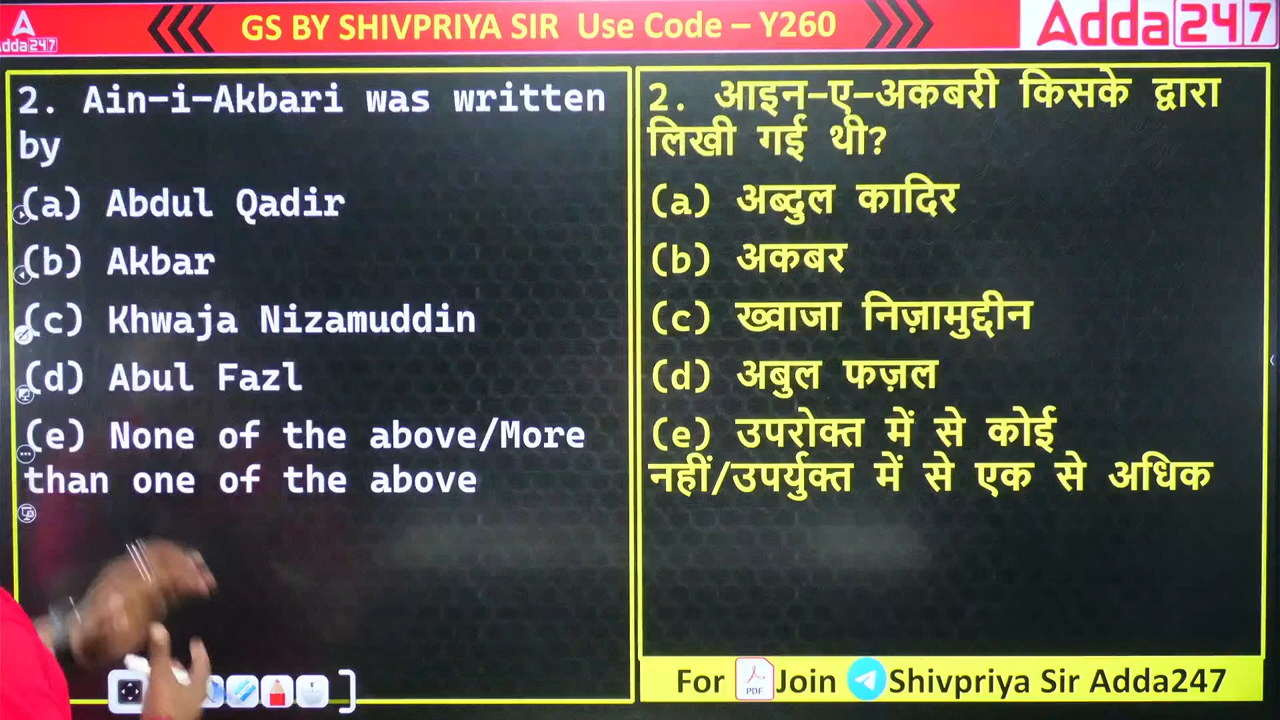 Adda247
GS BY SHIVPRIYA SIR Use Code – Y260
Adda247
2. Ain-i-Akbari was written
by
(a) Abdul Qadir
(b) Akbar
(c) Khwaja Nizamuddin
(d) Abul Fazl
(e) None of the above/More
than one of the above
2. आइन-ए-अकबरी किसके द्वारा
लिखी गई थी?
(a) अब्दुल कादिर
(b) अकबर
(c) ख्वाजा निज़ामुद्दीन
(d) अबुल फज़ल
(e) उपरोक्त में से कोई
नहीं/उपर्युक्त में से एक से अधिक
For PDF Join Shivpriya Sir Adda247